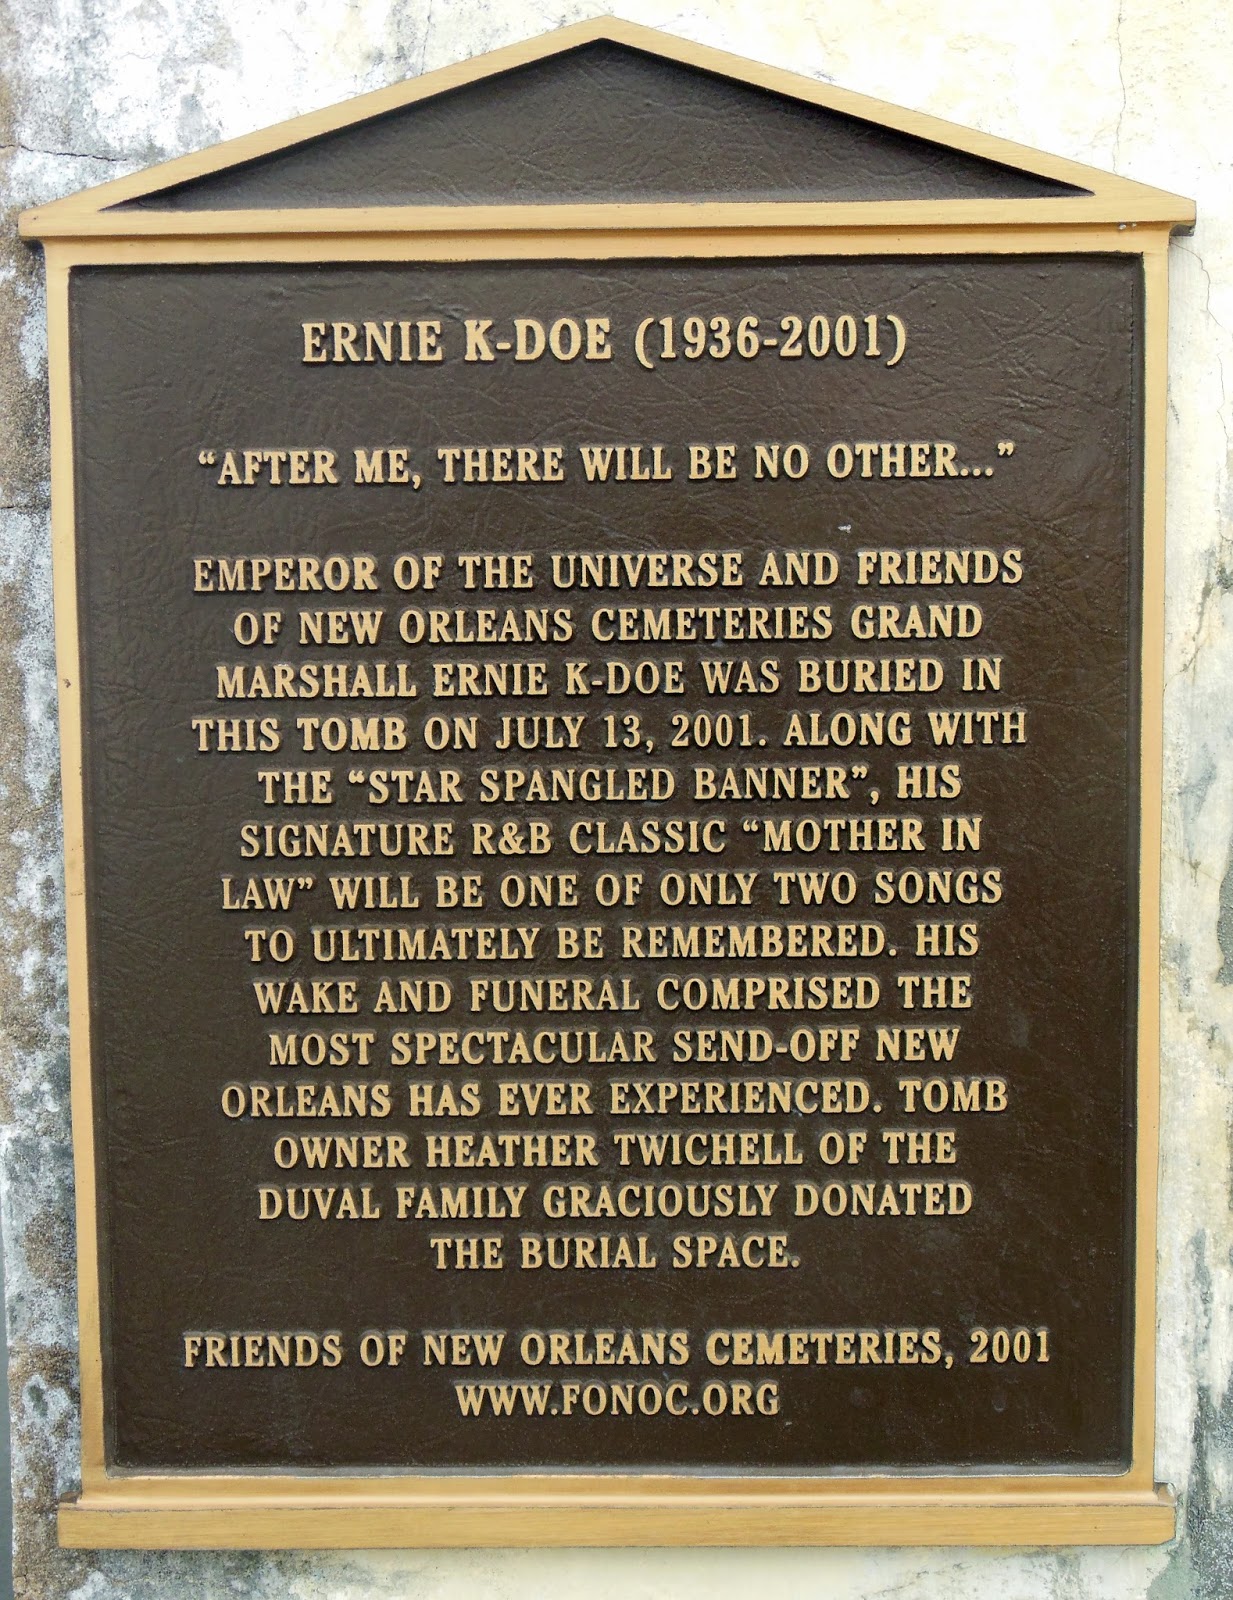 ERNIE K-DOE (1936-2001)
“AFTER ME, THERE WILL BE NO OTHER...”
EMPEROR OF THE UNIVERSE AND FRIENDS
OF NEW ORLEANS CEMETERIES GRAND
MARSHALL ERNIE K-DOE WAS BURIED IN
THIS TOMB ON JULY 13, 2001. ALONG WITH
THE “STAR SPANGLED BANNER”, HIS
SIGNATURE R&B CLASSIC “MOTHER IN
LAW” WILL BE ONE OF ONLY TWO SONGS
TO ULTIMATELY BE REMEMBERED. HIS
WAKE AND FUNERAL COMPRISED THE
MOST SPECTACULAR SEND-OFF NEW
ORLEANS HAS EVER EXPERIENCED. TOMB
OWNER HEATHER TWICHELL OF THE
DUVAL FAMILY GRACIOUSLY DONATED
THE BURIAL SPACE.
FRIENDS OF NEW ORLEANS CEMETERIES, 2001
WWW.FONOC.ORG